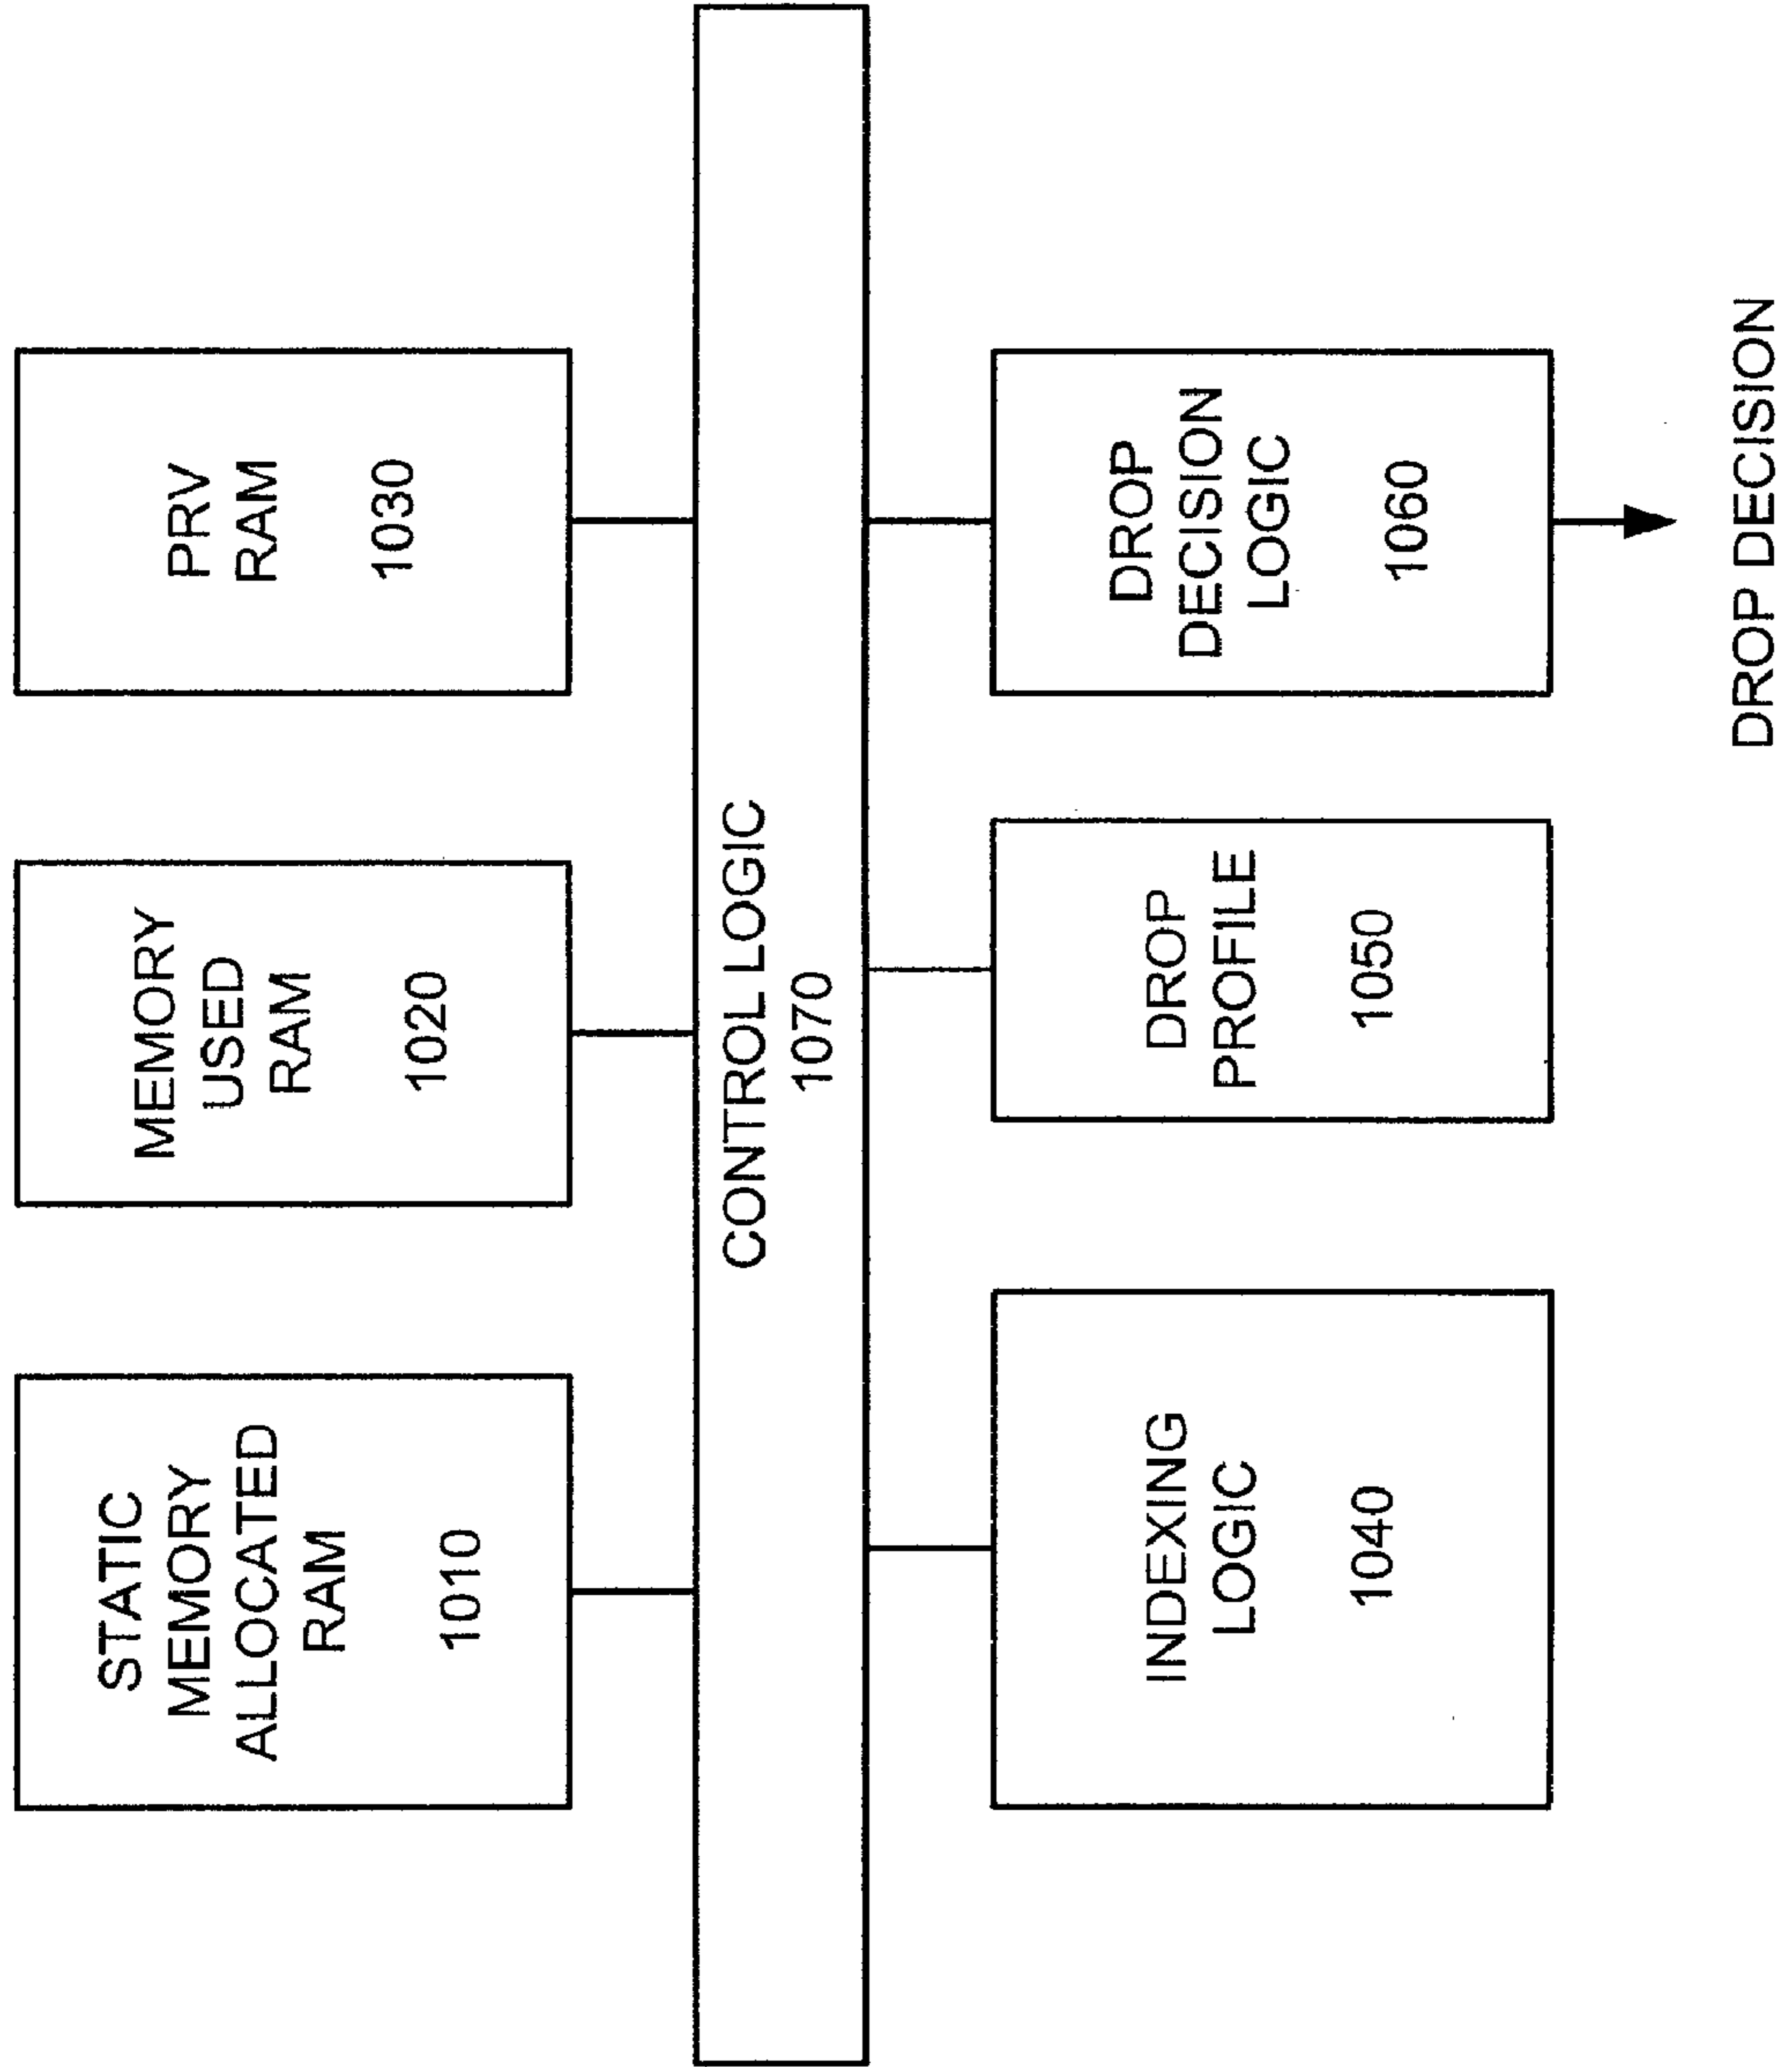 STATIC
MEMORY
ALLOCATED
RAM
1010
MEMORY
USED
RAM
1020
PRV
RAM
1030
CONTROL LOGIC
1070
INDEXING
LOGIC
1040
DROP
PROFILE
1050
DROP
DECISION
LOGIC
1060
DROP DECISION